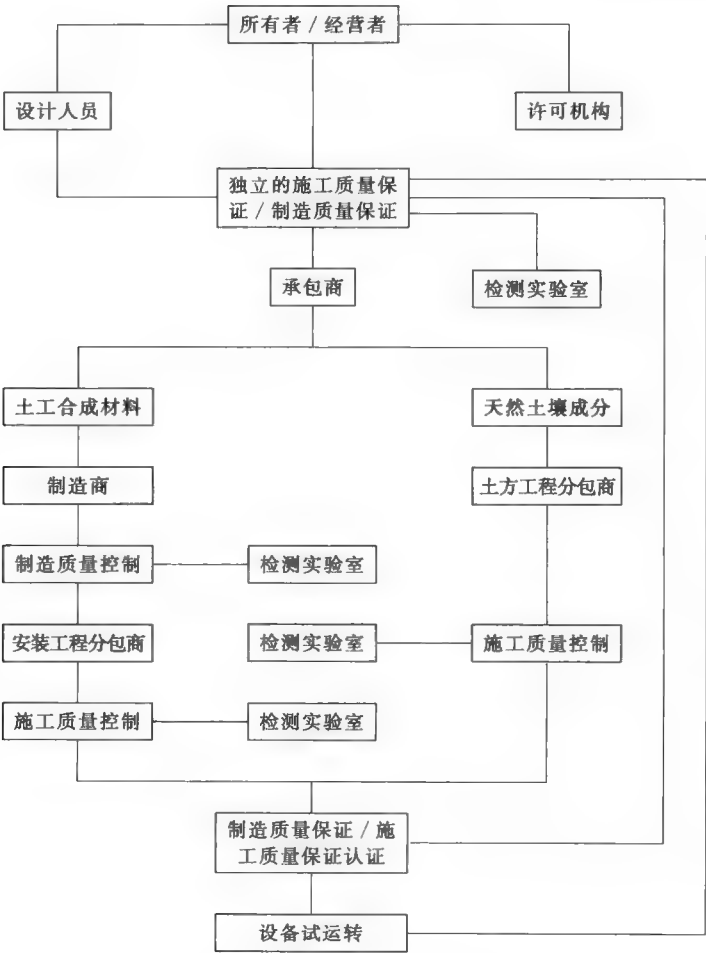 所有者/经营者
设计人员
许可机构
独立的施工质量保
证/制造质量保证
承包商
检测实验室
土工合成材料
天然土壤成分
制造商
土方工程分包商
制造质量控制
检测实验室
安装工程分包商
检测实验室
施工质量控制
施工质量控制
检测实验室
制造质量保证/施
工质量保证认证
设备试运转